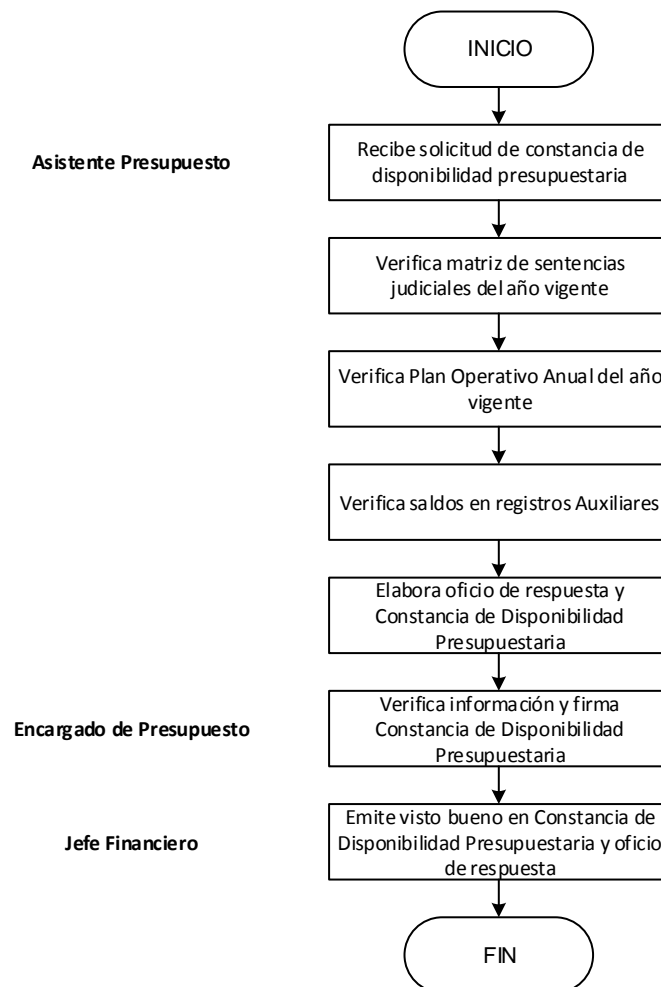 INICIO
Asistente Presupuesto
Recibe solicitud de constancia de
disponibilidad presupuestaria
Verifica matriz de sentencias
judiciales del año vigente
Verifica Plan Operativo Anual del año
vigente
Verifica saldos en registros Auxiliares
Elabora oficio de respuesta y
Constancia de Disponibilidad
Presupuestaria
Encargado de Presupuesto
Verifica información y firma
Constancia de Disponibilidad
Presupuestaria
Jefe Financiero
Emite visto bueno en Constancia de
Disponibilidad Presupuestaria y oficio
de respuesta
FIN